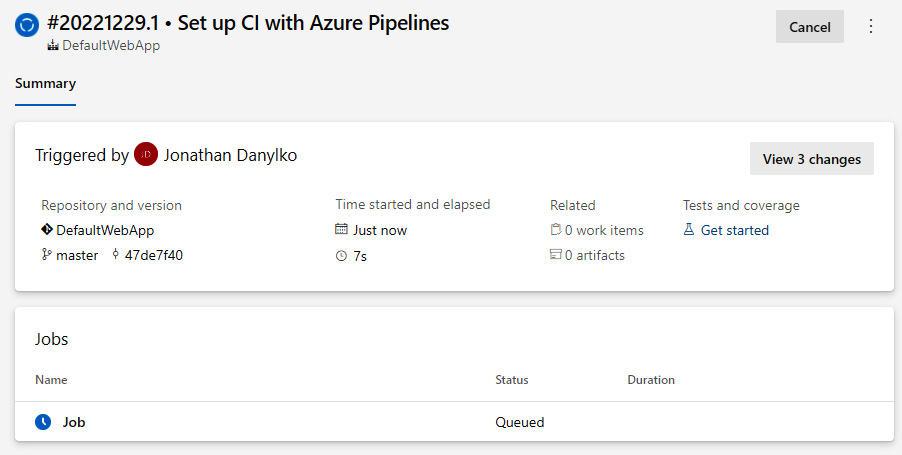 #20221229.1 • Set up CI with Azure Pipelines
Cancel
DefaultWebApp
Summary
Triggered by JD Jonathan Danylko
View 3 changes
Repository and version
Time started and elapsed
Related
Tests and coverage
DefaultWebApp
Just now
0 work items
Get started
master 47de7f40
7s
0 artifacts
Jobs
Name Status Duration
Job Queued